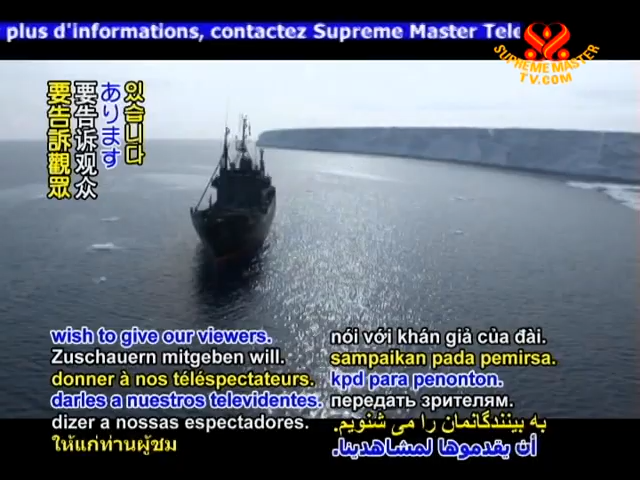 plus d'informations, contactez Supreme Master Tele
SUPREME MASTER
TV.COM
있습니다
あります
要告诉观众
要告訴觀眾
wish to give our viewers.
Zuschauern mitgeben will.
donner à nos téléspectateurs.
darles a nuestros televidentes.
dizer a nossas espectadores.
ให้แก่ท่านผู้ชม
nói với khán giả của đài.
sampaikan pada pemirsa.
kpd para penonton.
передать зрителям.
به بینندگانمان را می شنویم.
أن يقدموها لمشاهدينا.